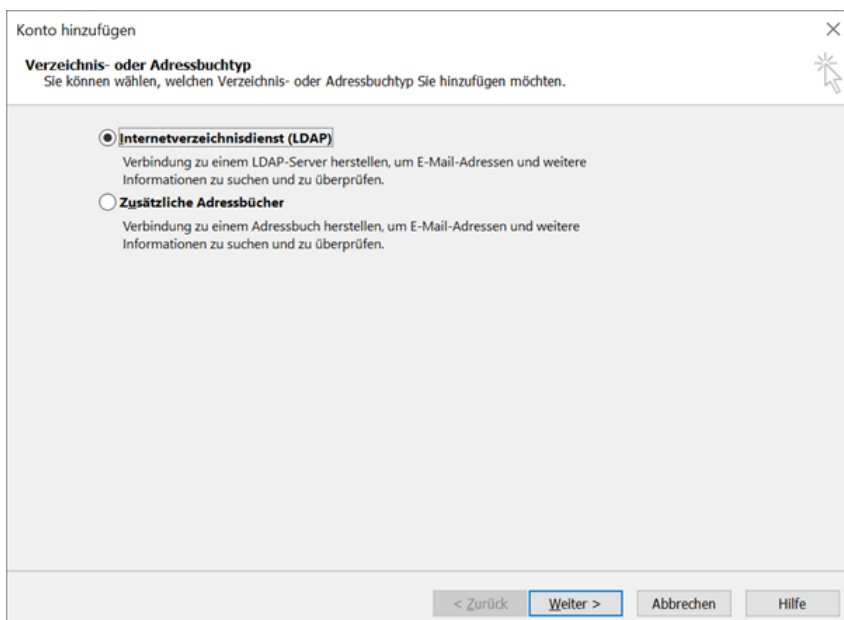 Konto hinzufügen
Verzeichnis- oder Adressbuchtyp
Sie können wählen, welchen Verzeichnis- oder Adressbuchtyp Sie hinzufügen möchten.
Internetverzeichnisdienst (LDAP)
Verbindung zu einem LDAP-Server herstellen, um E-Mail-Adressen und weitere
Informationen zu suchen und zu überprüfen.
Zusätzliche Adressbücher
Verbindung zu einem Adressbuch herstellen, um E-Mail-Adressen und weitere
Informationen zu suchen und zu überprüfen.
< Zurück Weiter > Abbrechen Hilfe